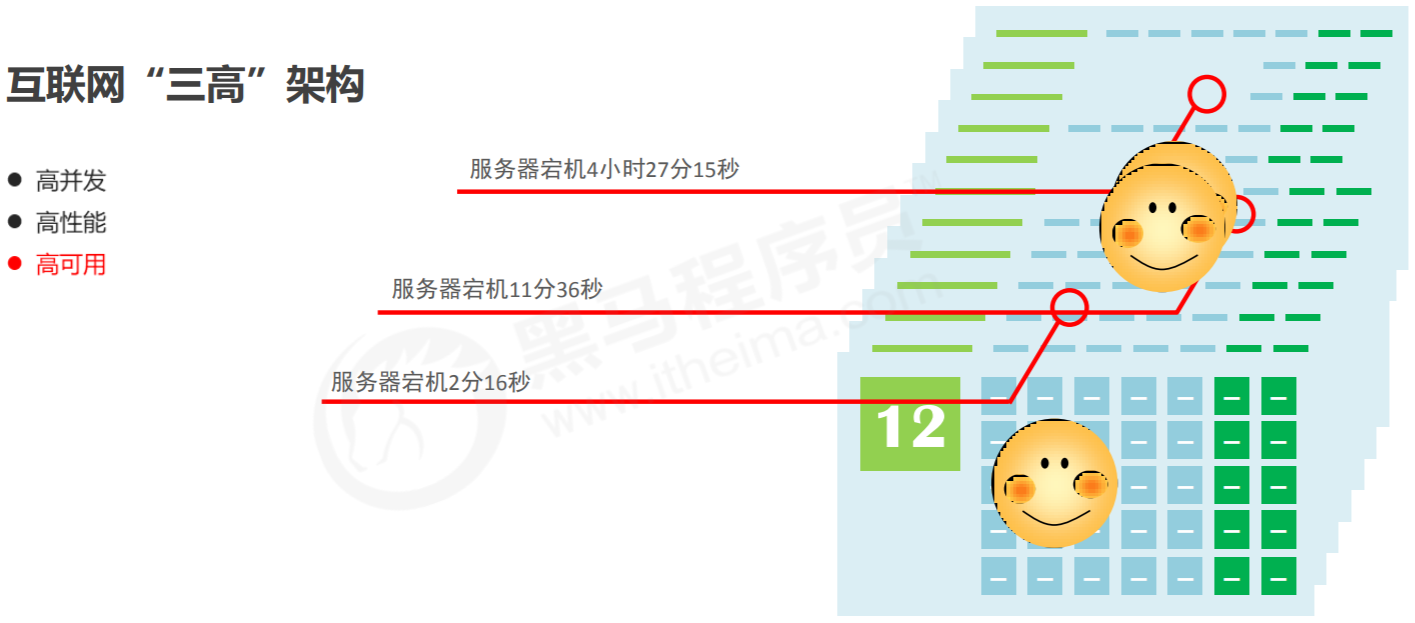 互联网“三高”架构
高并发
高性能
高可用
服务器宕机4小时27分15秒
服务器宕机11分36秒
服务器宕机2分16秒
12
黑马程序员
www.itheima.com